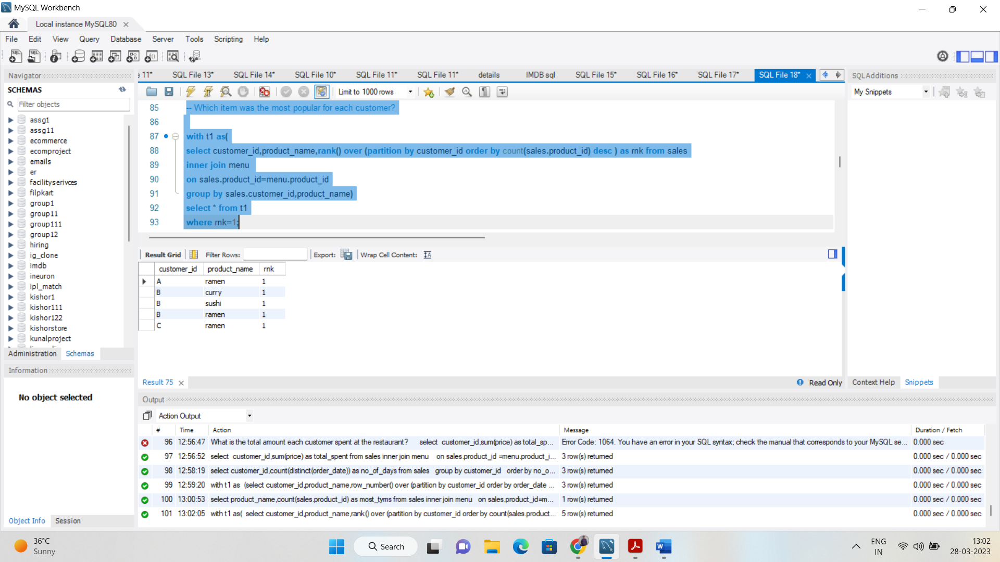 MySQL Workbench
Local instance MySQL80
File Edit View Query Database Server Tools Scripting Help
Navigator
SCHEMAS
Filter objects
assg1
assg11
ecommerce
ecomproject
emails
er
facilityserivces
filpkart
group1
group11
group111
group12
hiring
ig_clone
imdb
ineuron
ipl_match
kishor1
kishor111
kishor122
kishorstore
kunalproject
Administration Schemas
Information
No object selected
Object Info Session
11* SQL File 13* SQL File 14* SQL File 10* SQL File 11* SQL File 11* details IMDB sql SQL File 15* SQL File 16* SQL File 17* SQL File 18*
Limit to 1000 rows
85 -- Which item was the most popular for each customer?
86
87 with t1 as(
88 select customer_id,product_name,rank() over (partition by customer_id order by count(sales.product_id) desc ) as rnk from sales
89 inner join menu
90 on sales.product_id=menu.product_id
91 group by sales.customer_id,product_name)
92 select * from t1
93 where rnk=1;
Result Grid Filter Rows: Export: Wrap Cell Content:
customer_id product_name rnk
A ramen 1
B curry 1
B sushi 1
B ramen 1
C ramen 1
Result 75
Read Only
SQLAdditions
My Snippets
Context Help Snippets
Output
Action Output
# Time Action Message Duration / Fetch
96 12:56:47 What is the total amount each customer spent at the restaurant? select customer_id,sum(price) as total_sp... Error Code: 1064. You have an error in your SQL syntax; check the manual that corresponds to your MySQL se... 0.000 sec
97 12:56:52 select customer_id,sum(price) as total_spent from sales inner join menu on sales.product_id =menu.product_i... 3 row(s) returned 0.000 sec / 0.000 sec
98 12:58:19 select customer_id,count(distinct(order_date)) as no_of_days from sales group by customer_id order by no_o... 3 row(s) returned 0.000 sec / 0.000 sec
99 12:59:20 with t1 as (select customer_id,product_name,row_number() over (partition by customer_id order by order_date ... 3 row(s) returned 0.000 sec / 0.000 sec
100 13:00:53 select product_name,count(sales.product_id) as most_tyms from sales inner join menu on sales.product_id=m... 1 row(s) returned 0.000 sec / 0.000 sec
101 13:02:05 with t1 as( select customer_id,product_name,rank() over (partition by customer_id order by count(sales.product... 5 row(s) returned 0.000 sec / 0.000 sec
36°C
Sunny
Search
ENG
IN
13:02
28-03-2023